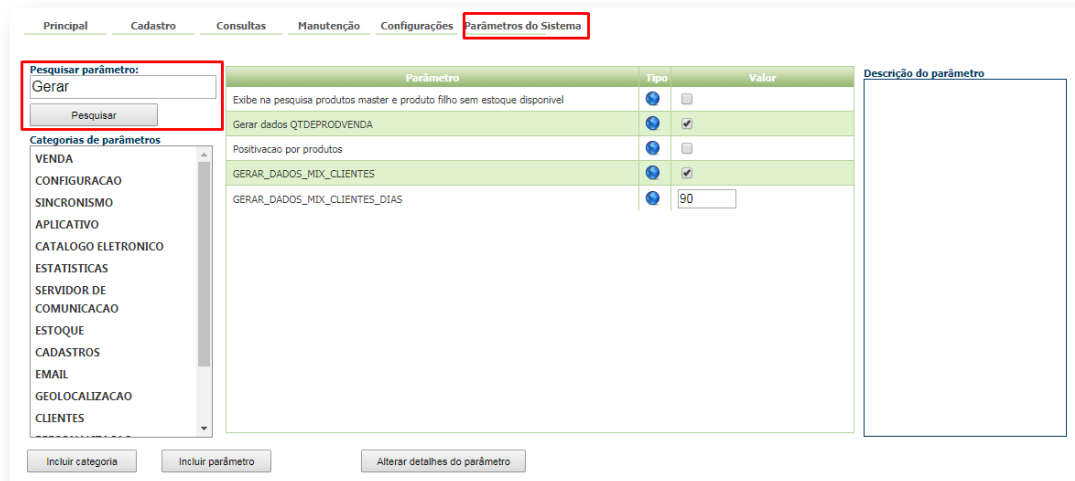 Principal Cadastro Consultas Manutenção Configurações Parâmetros do Sistema
Pesquisar parâmetro:
Gerar
Pesquisar
Categorias de parâmetros
VENDA
CONFIGURACAO
SINCRONISMO
APLICATIVO
CATALOGO ELETRONICO
ESTATISTICAS
SERVIDOR DE
COMUNICACAO
ESTOQUE
CADASTROS
EMAIL
GEOLOCALIZACAO
CLIENTES
Parâmetro Tipo Valor
Exibe na pesquisa produtos master e produto filho sem estoque disponivel
Gerar dados QTDEPRODVENDA
Positivacao por produtos
GERAR_DADOS_MIX_CLIENTES
GERAR_DADOS_MIX_CLIENTES_DIAS 90
Descrição do parâmetro
Incluir categoria Incluir parâmetro Alterar detalhes do parâmetro